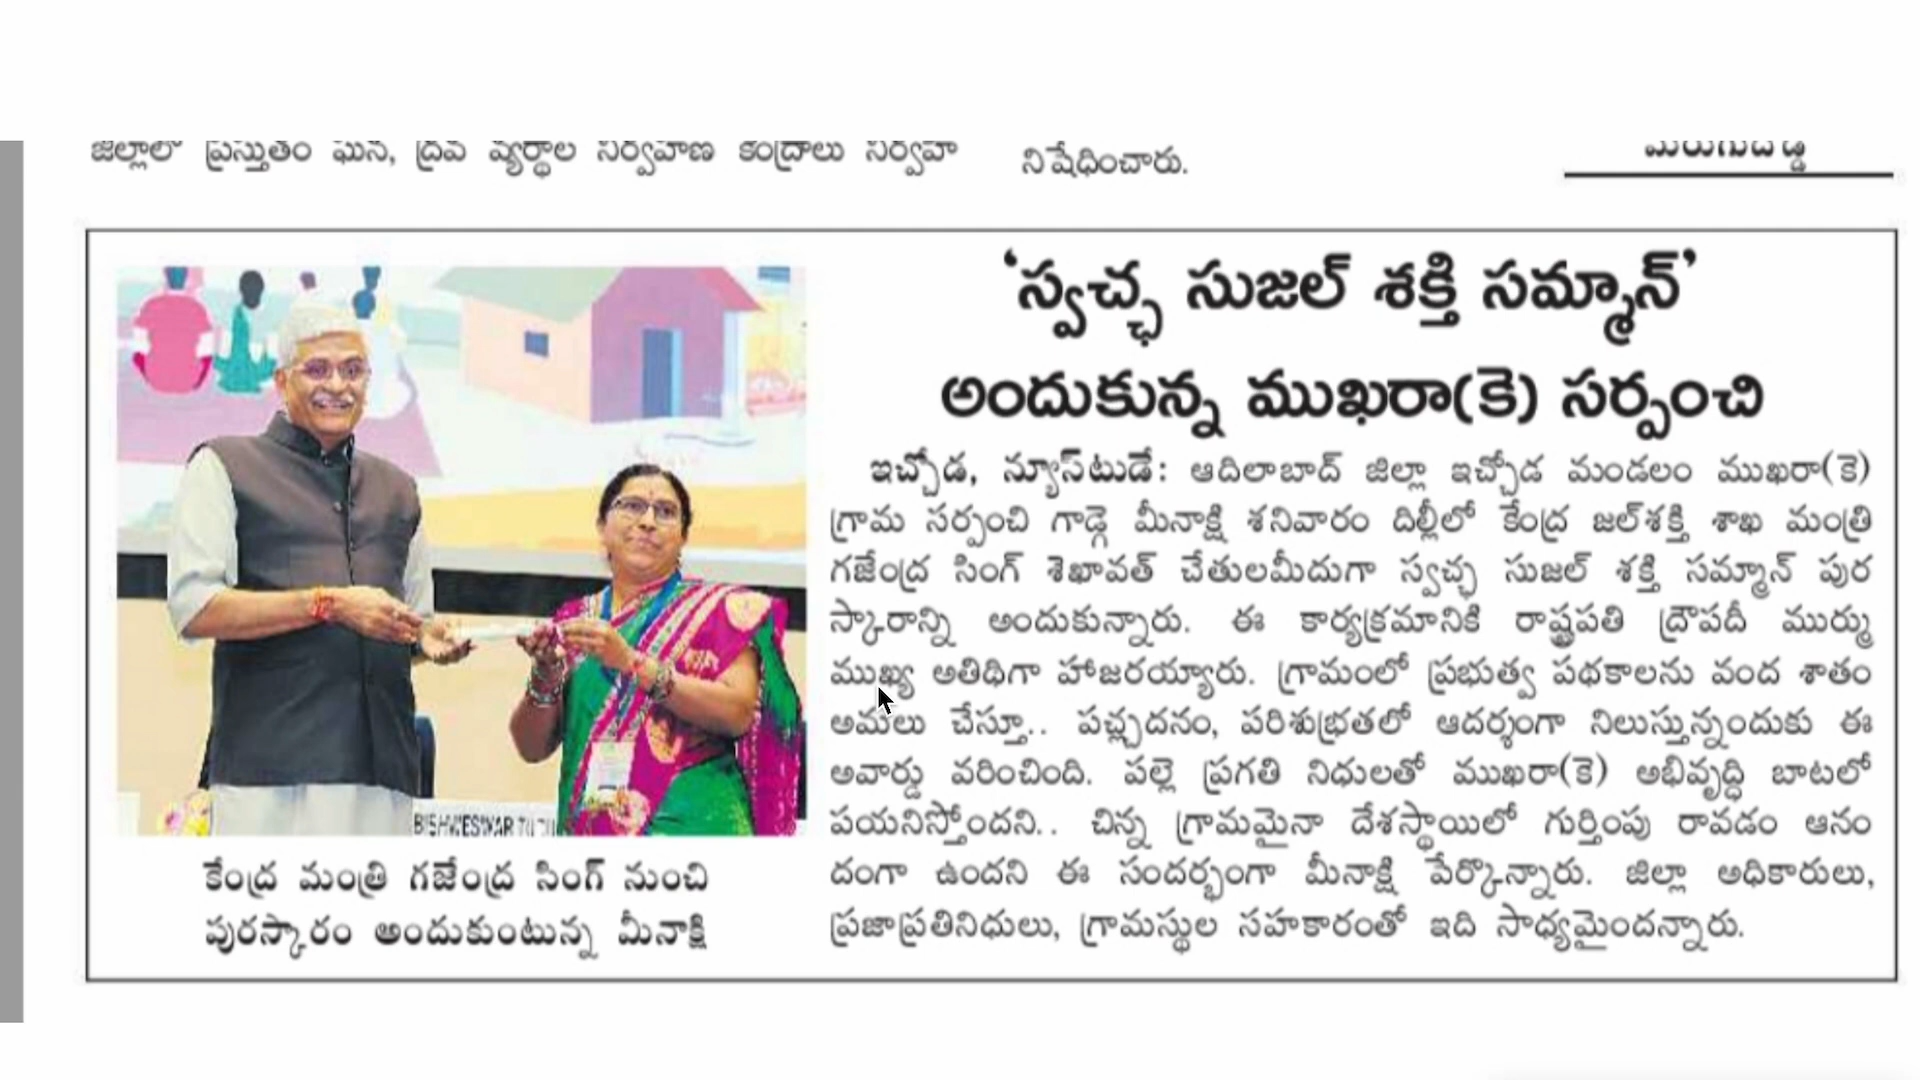 జిల్లాలో ప్రస్తుతం ఘన, ద్రవ వ్యర్థాల నిర్వహణ కేంద్రాలు నిర్వహ
నిషేధించారు.
‘స్వచ్ఛ సుజల్ శక్తి సమ్మాన్’
అందుకున్న ముఖరా(కె) సర్పంచి
ఇచ్చోడ, న్యూస్‌టుడే: ఆదిలాబాద్ జిల్లా ఇచ్చోడ మండలం ముఖరా(కె)
గ్రామ సర్పంచి గాడ్గె మీనాక్షి శనివారం దిల్లీలో కేంద్ర జల్‌శక్తి శాఖ మంత్రి
గజేంద్ర సింగ్ శెఖావత్ చేతులమీదుగా స్వచ్ఛ సుజల్ శక్తి సమ్మాన్ పుర
స్కారాన్ని అందుకున్నారు. ఈ కార్యక్రమానికి రాష్ట్రపతి ద్రౌపదీ ముర్ము
ముఖ్య అతిథిగా హాజరయ్యారు. గ్రామంలో ప్రభుత్వ పథకాలను వంద శాతం
అమలు చేస్తూ.. పచ్చదనం, పరిశుభ్రతలో ఆదర్శంగా నిలుస్తున్నందుకు ఈ
అవార్డు వరించింది. పల్లె ప్రగతి నిధులతో ముఖరా(కె) అభివృద్ధి బాటలో
పయనిస్తోందని.. చిన్న గ్రామమైనా దేశస్థాయిలో గుర్తింపు రావడం ఆనం
దంగా ఉందని ఈ సందర్భంగా మీనాక్షి పేర్కొన్నారు. జిల్లా అధికారులు,
ప్రజాప్రతినిధులు, గ్రామస్థుల సహకారంతో ఇది సాధ్యమైందన్నారు.
BISHWESWAR TUDU
కేంద్ర మంత్రి గజేంద్ర సింగ్ నుంచి
పురస్కారం అందుకుంటున్న మీనాక్షి